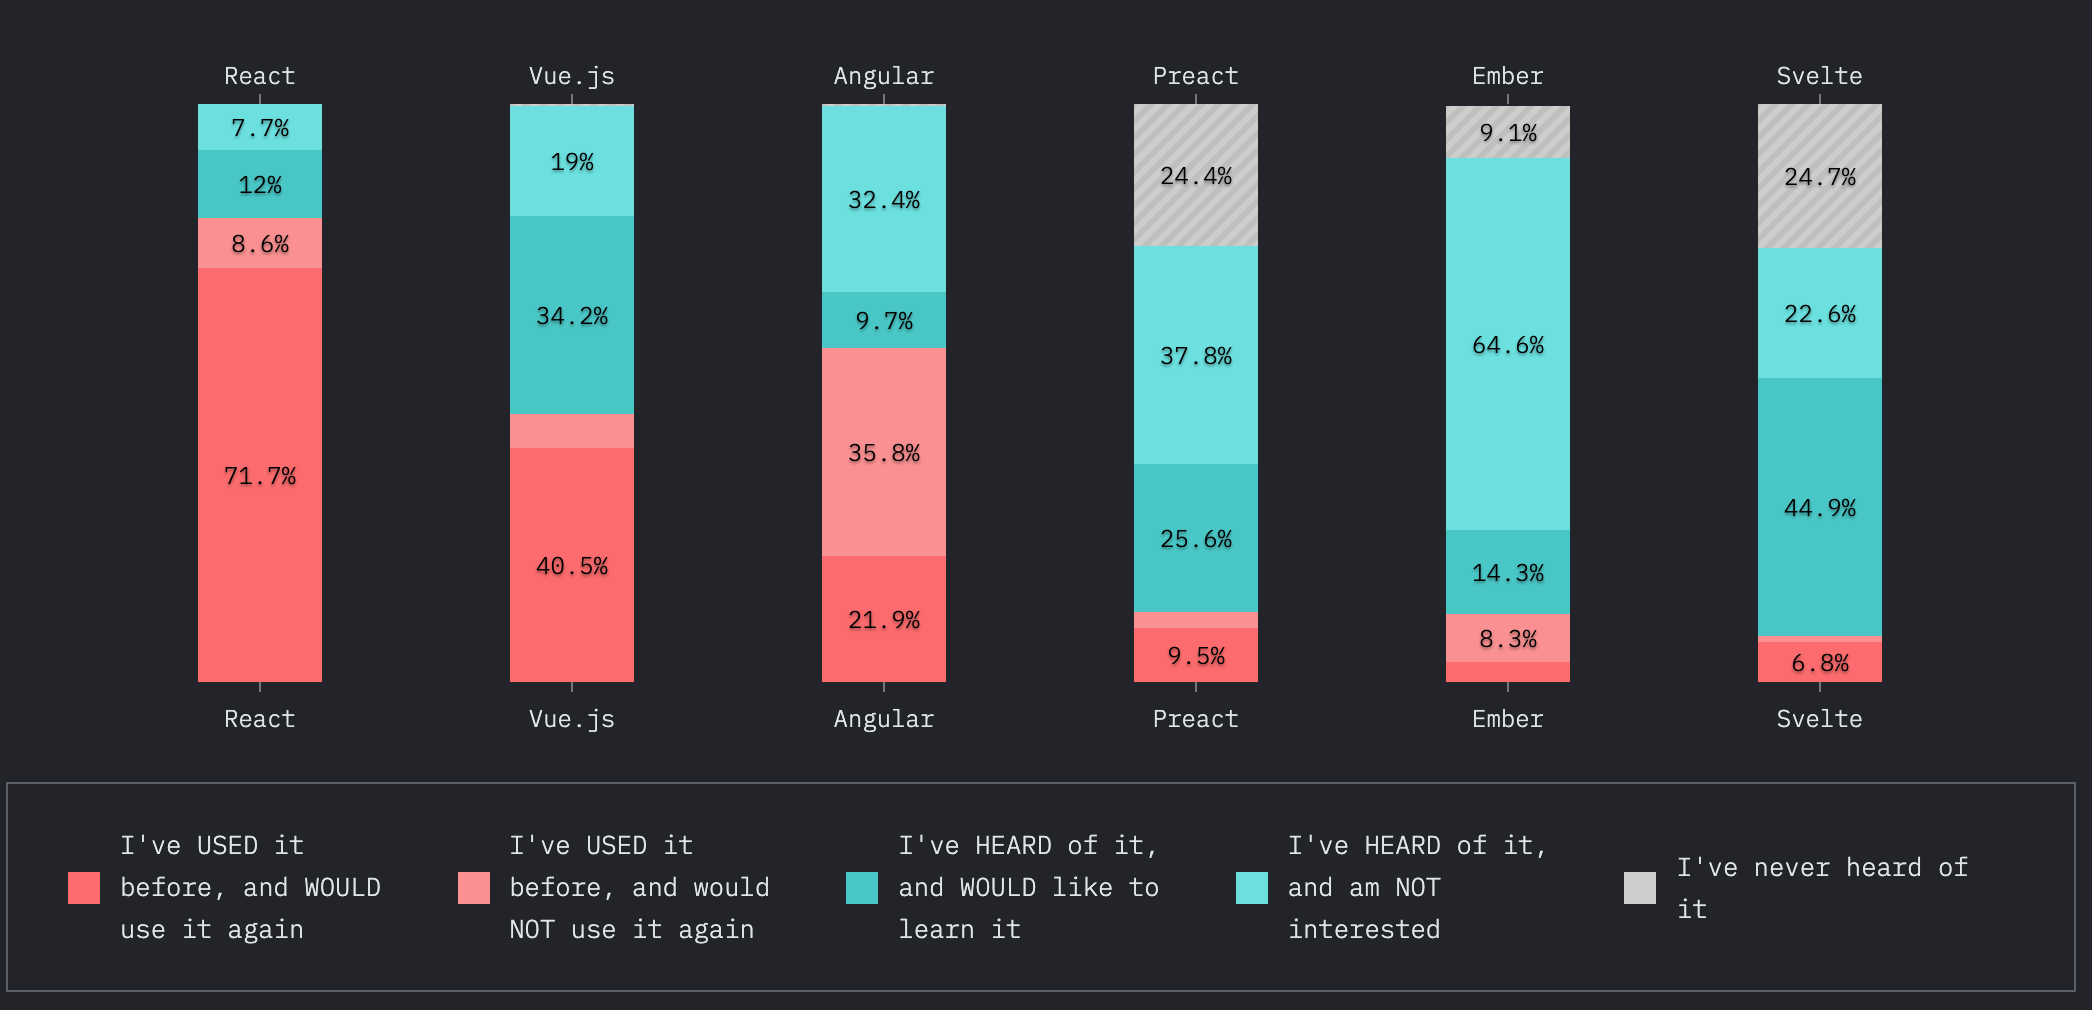 React Vue.js Angular Preact Ember Svelte
7.7% 19% 32.4% 24.4% 9.1% 24.7%
12% 34.2% 9.7% 37.8% 64.6% 22.6%
8.6% 40.5% 35.8% 25.6% 14.3% 44.9%
71.7% 21.9% 9.5% 8.3% 6.8%
React Vue.js Angular Preact Ember Svelte
I've USED it
before, and WOULD
use it again
I've USED it
before, and would
NOT use it again
I've HEARD of it,
and WOULD like to
learn it
I've HEARD of it,
and am NOT
interested
I've never heard of
it